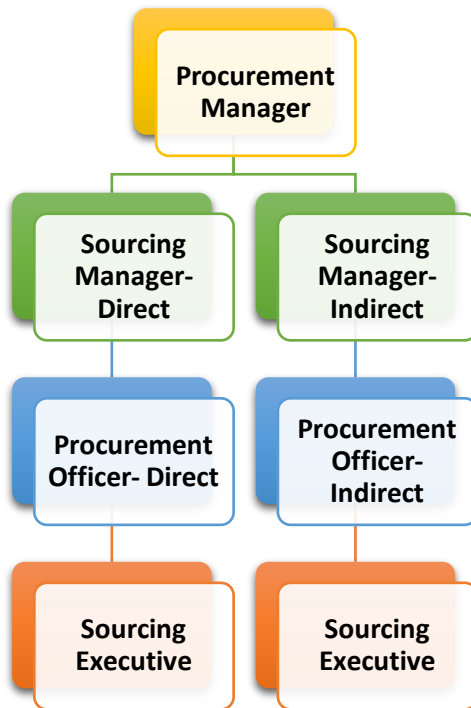 Procurement
Manager
Sourcing
Manager-
Direct
Sourcing
Manager-
Indirect
Procurement
Officer- Direct
Procurement
Officer-
Indirect
Sourcing
Executive
Sourcing
Executive